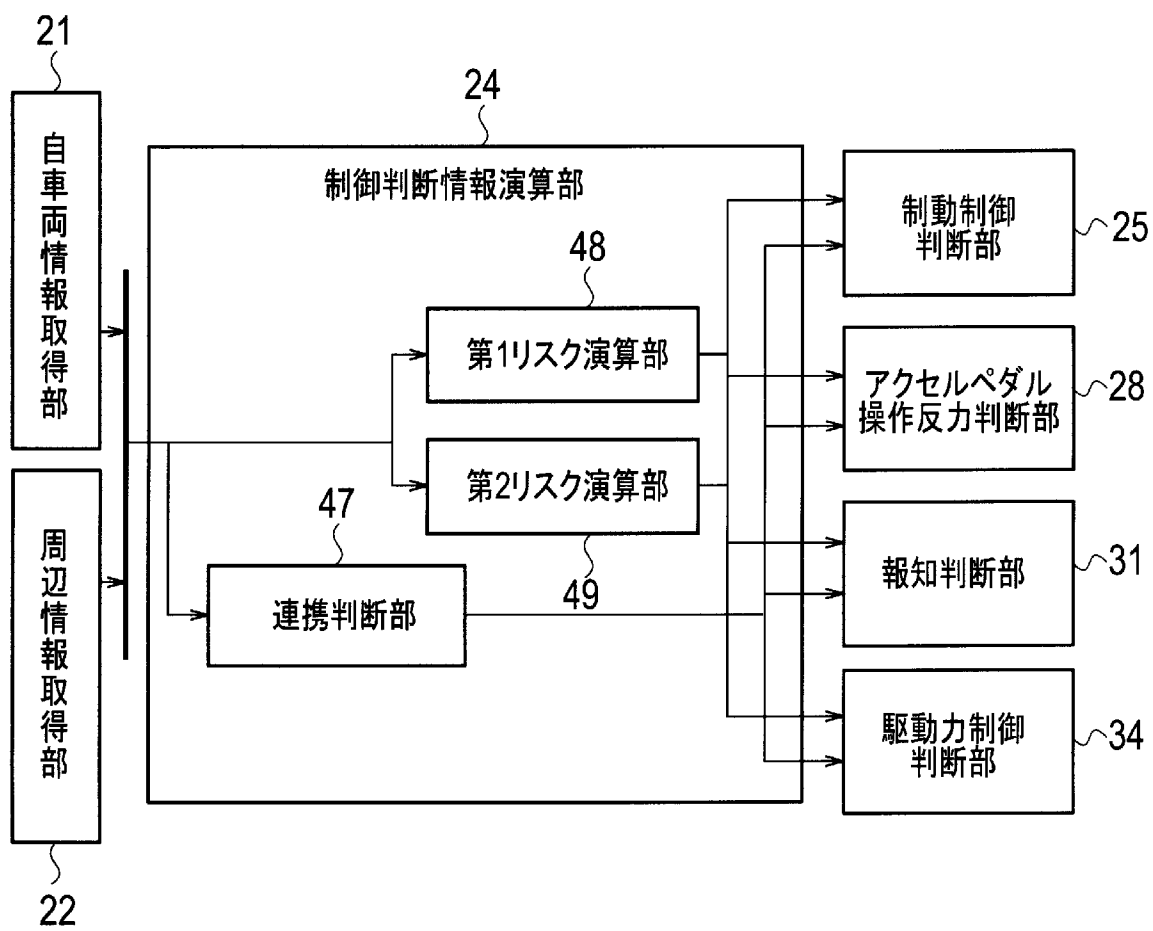 21
自車両情報取得部
周辺情報取得部
22
24
制御判断情報演算部
48
第1リスク演算部
第2リスク演算部
49
47
連携判断部
制動制御
判断部
25
アクセルペダル
操作反力判断部
28
報知判断部
31
駆動力制御
判断部
34